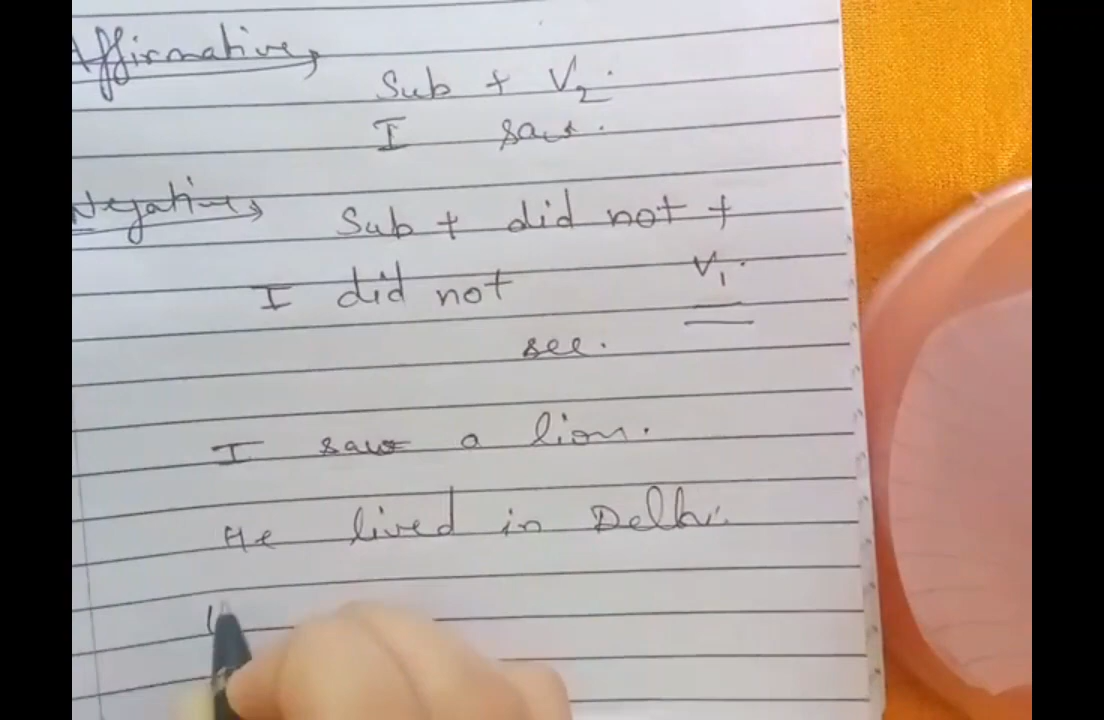 Affirmative→
Sub + V2.
I saw.
Negative→
Sub + did not +
V1.
I did not
see.
I saw a lion.
He lived in Delhi.